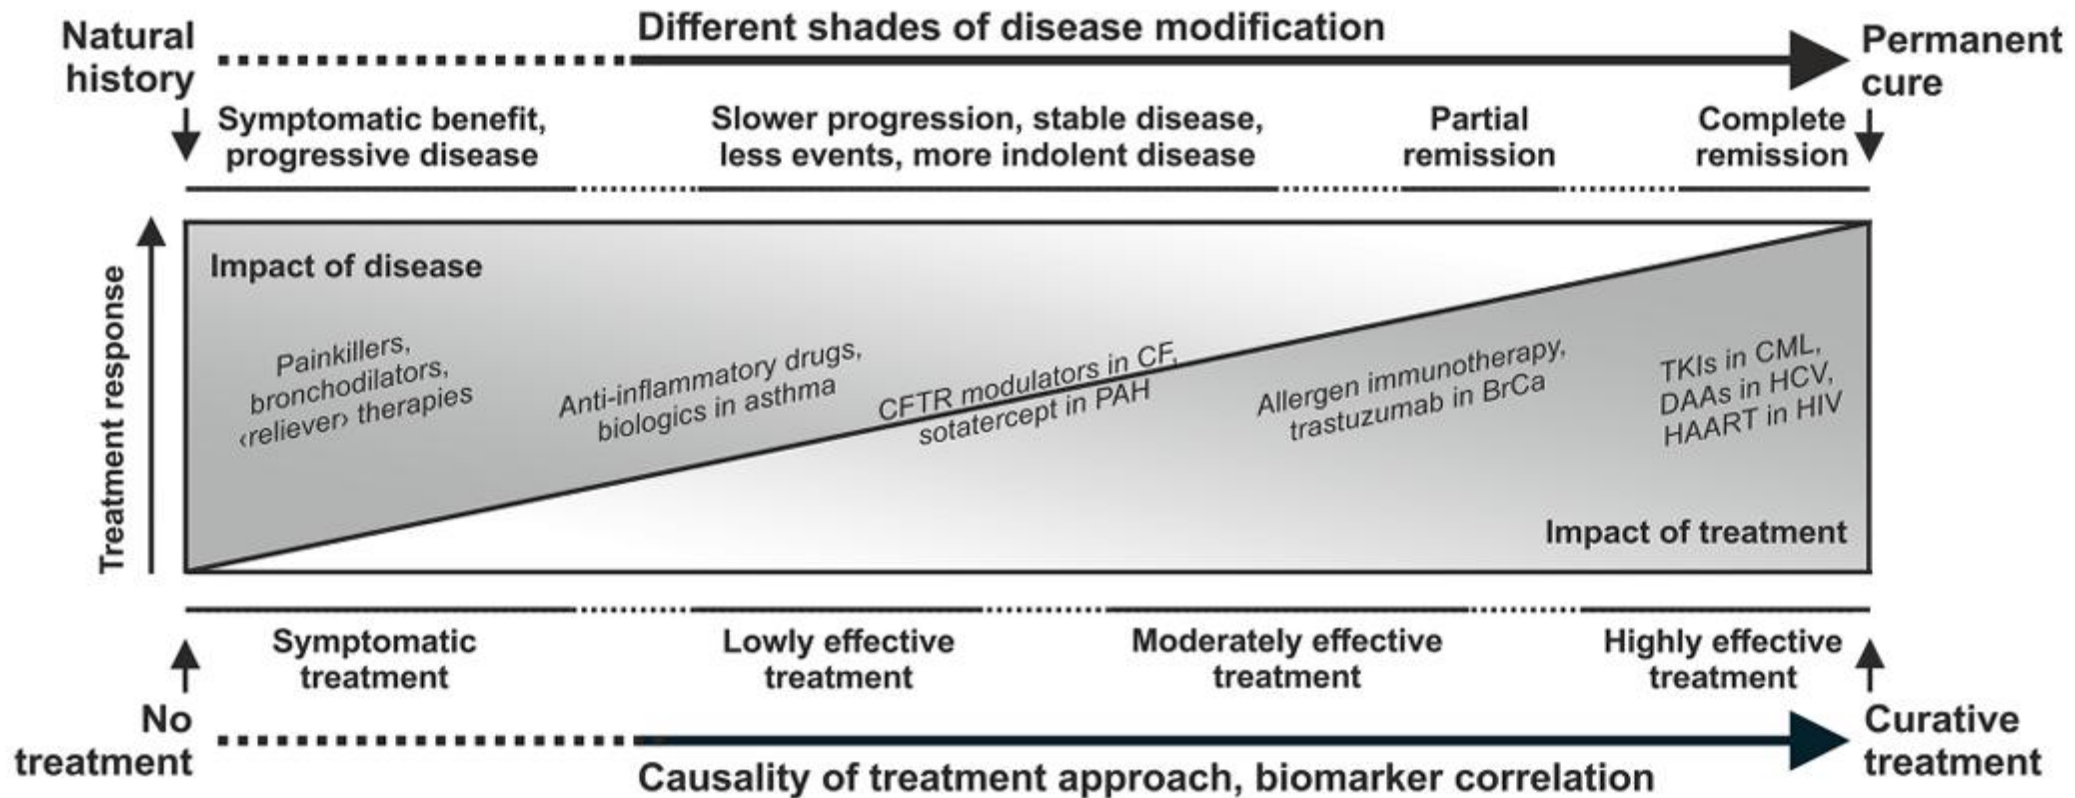 Different shades of disease modification
Natural
history
Permanent
cure
Symptomatic benefit,
progressive disease
Slower progression, stable disease,
less events, more indolent disease
Partial
remission
Complete
remission
Treatment response
Impact of disease
Painkillers,
bronchodilators,
‹reliever› therapies
Anti-inflammatory drugs,
biologics in asthma
CFTR modulators in CF,
sotatercept in PAH
Allergen immunotherapy,
trastuzumab in BrCa
TKIs in CML,
DAAs in HCV,
HAART in HIV
Impact of treatment
Symptomatic
treatment
Lowly effective
treatment
Moderately effective
treatment
Highly effective
treatment
No
treatment
Curative
treatment
Causality of treatment approach, biomarker correlation